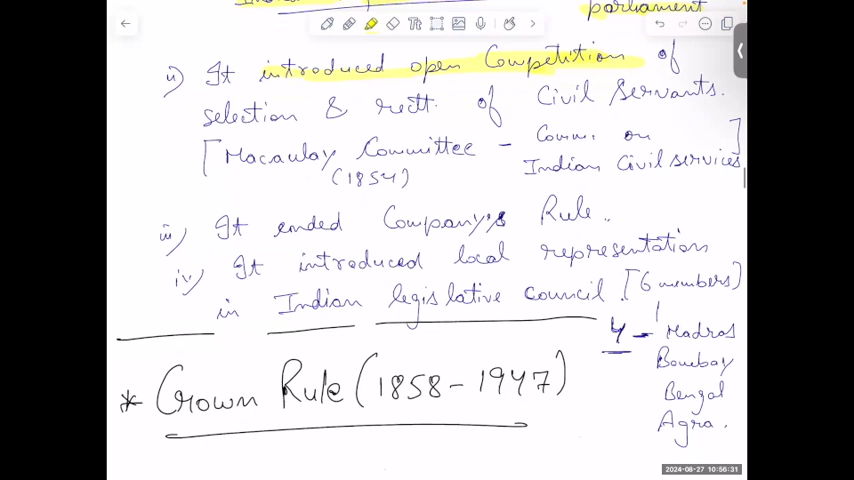 parliament
ii) It introduced open Competition of
selection & rectt. of Civil Servants.
[Macaulay Committee - Comm. on
(1854) Indian Civil services]
iii) It ended Company's Rule.
iv) It introduced local representation
in Indian legislative council. [6 members]
4 - Madras
Bombay
Bengal
Agra.
* Crown Rule (1858-1947)
2024-08-27 10:56:31